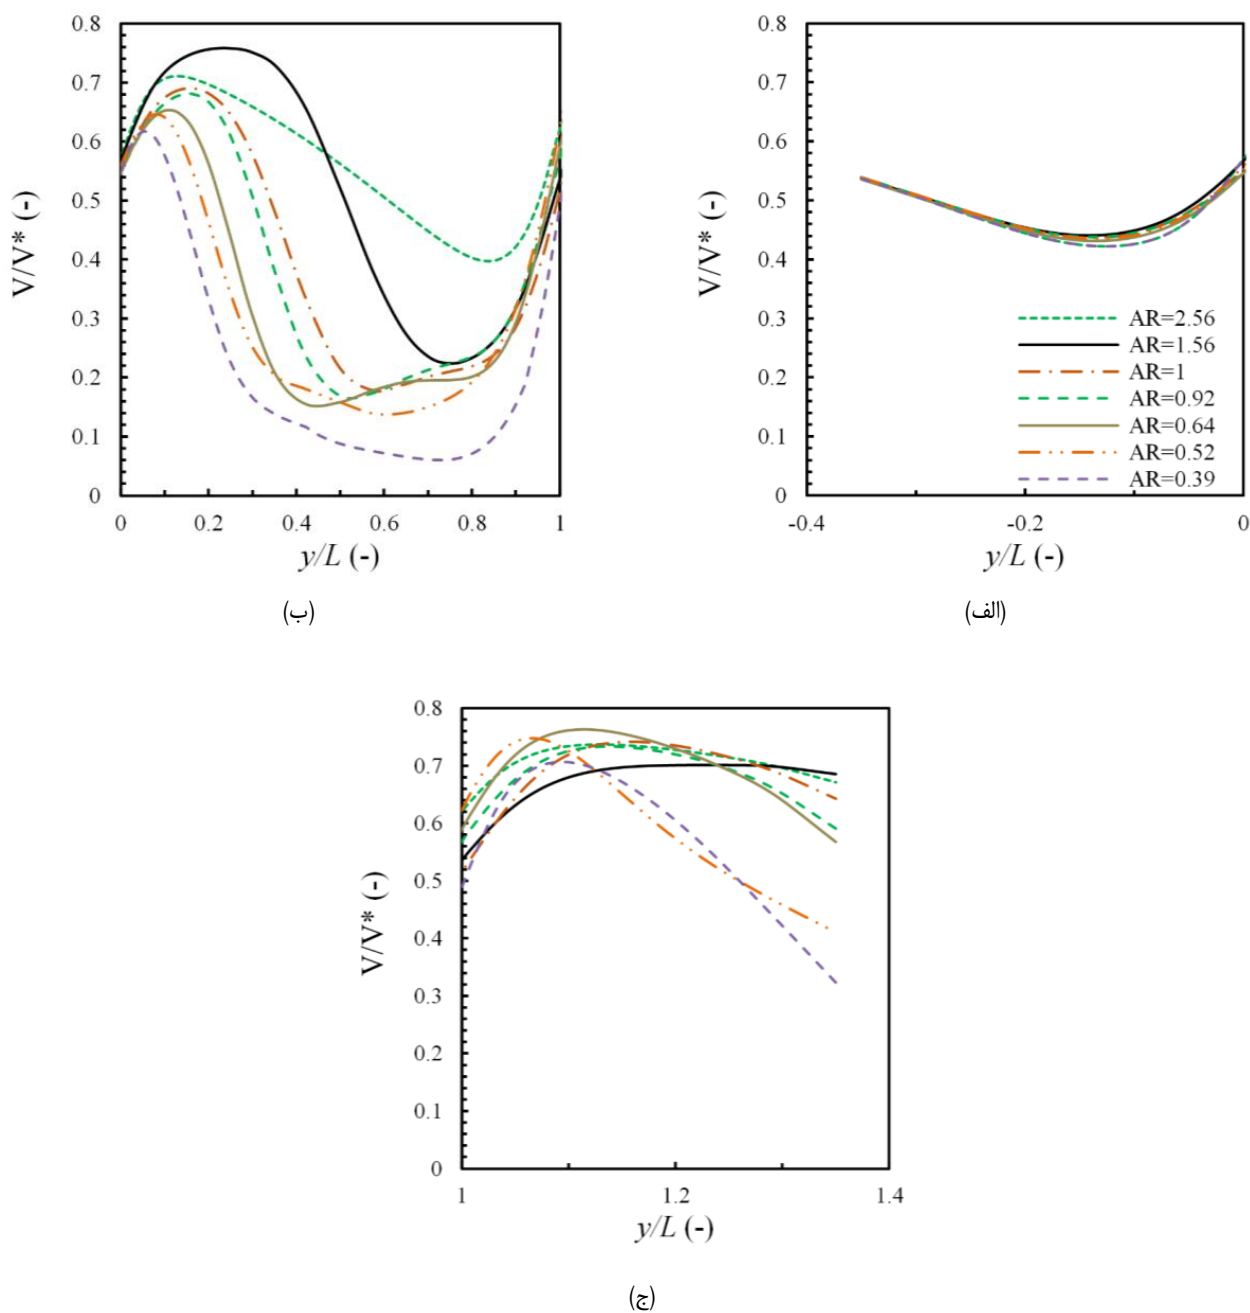 0.8
0.7
0.6
0.5
0.4
0.3
0.2
0.1
0
V/V* (-)
-0.4
-0.2
0
y/L (-)
AR=2.56
AR=1.56
AR=1
AR=0.92
AR=0.64
AR=0.52
AR=0.39
(الف)
0.8
0.7
0.6
0.5
0.4
0.3
0.2
0.1
0
V/V* (-)
0 0.2 0.4 0.6 0.8 1
y/L (-)
(ب)
0.8
0.7
0.6
0.5
0.4
0.3
0.2
0.1
0
V/V* (-)
1 1.2 1.4
y/L (-)
(ج)